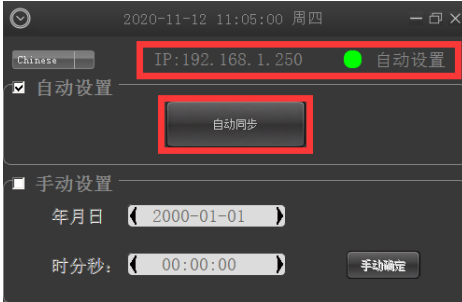 2020-11-12 11:05:00 周四
Chinese IP:192.168.1.250 自动设置
自动设置
自动同步
手动设置
年月日 2000-01-01
时分秒: 00:00:00 手动确定